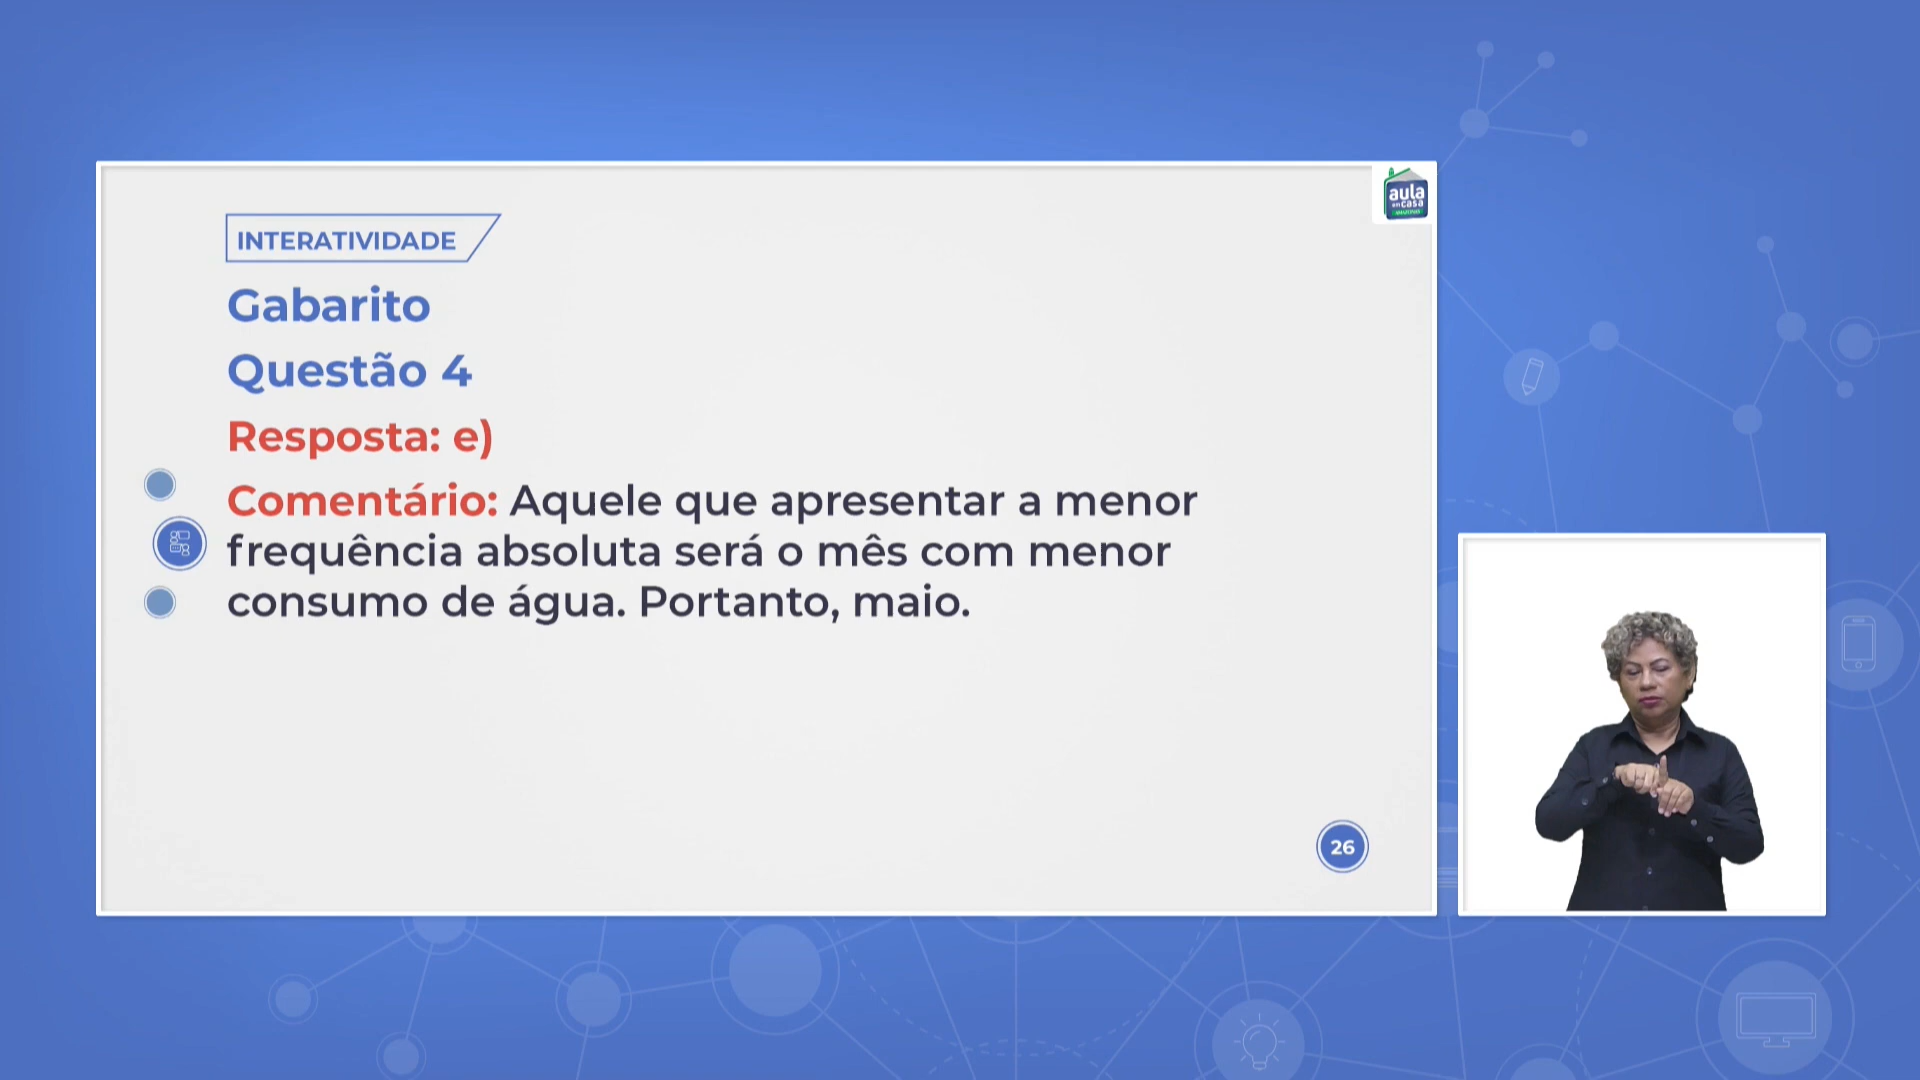 aula
em casa
INTERATIVIDADE
Gabarito
Questão 4
Resposta: e)
Comentário: Aquele que apresentar a menor
frequência absoluta será o mês com menor
consumo de água. Portanto, maio.
26